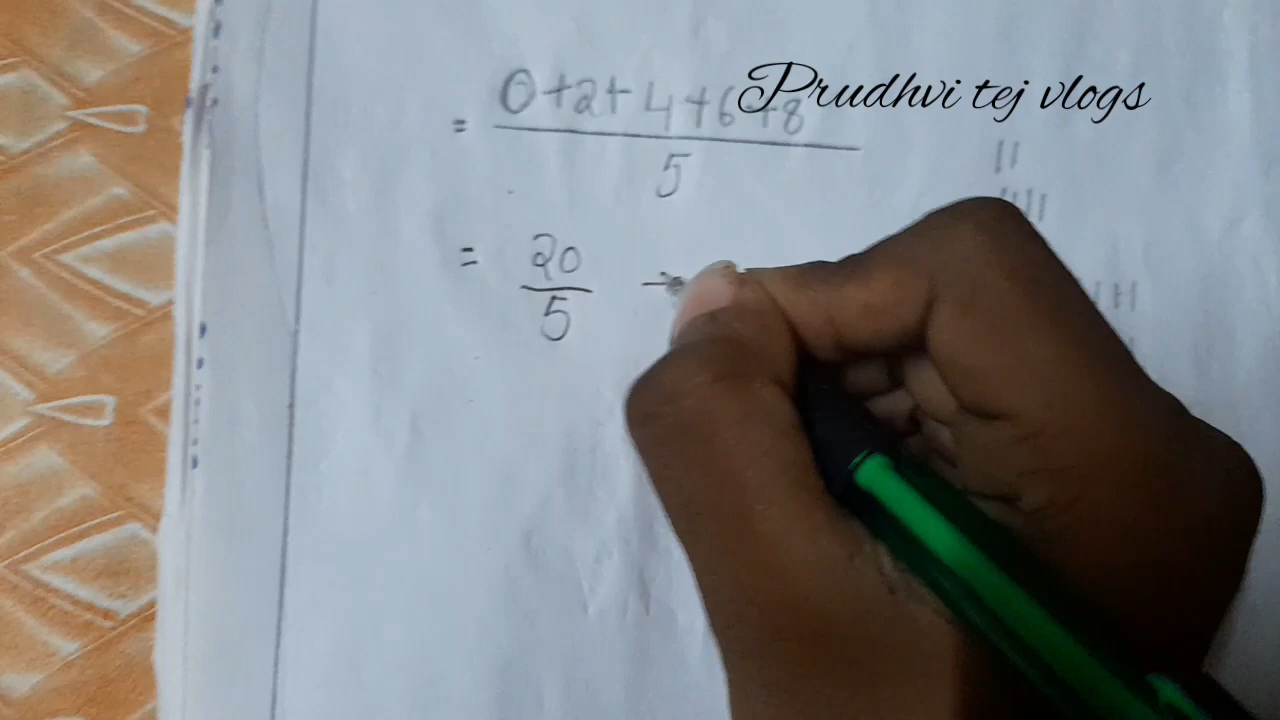 Prudhvi tej vlogs
= 0+2+4+6+8
5
= 20
5 →